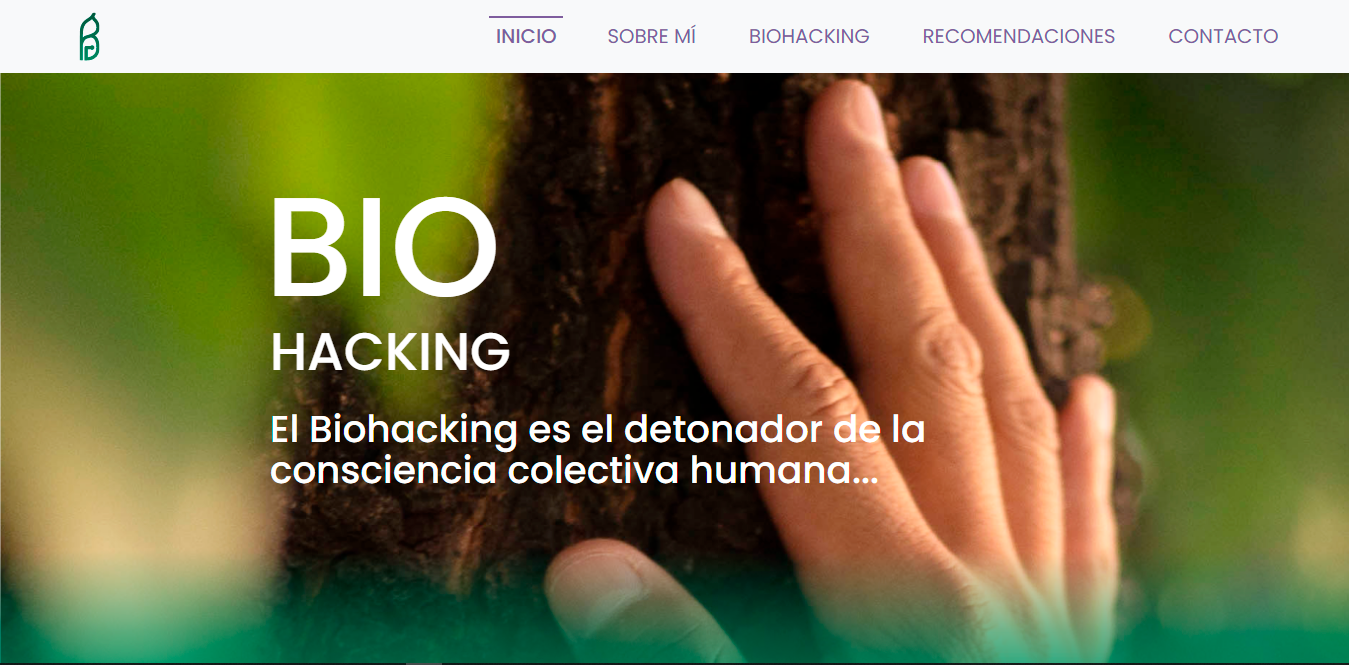 INICIO SOBRE MÍ BIOHACKING RECOMENDACIONES CONTACTO
BIO
HACKING
El Biohacking es el detonador de la
consciencia colectiva humana...